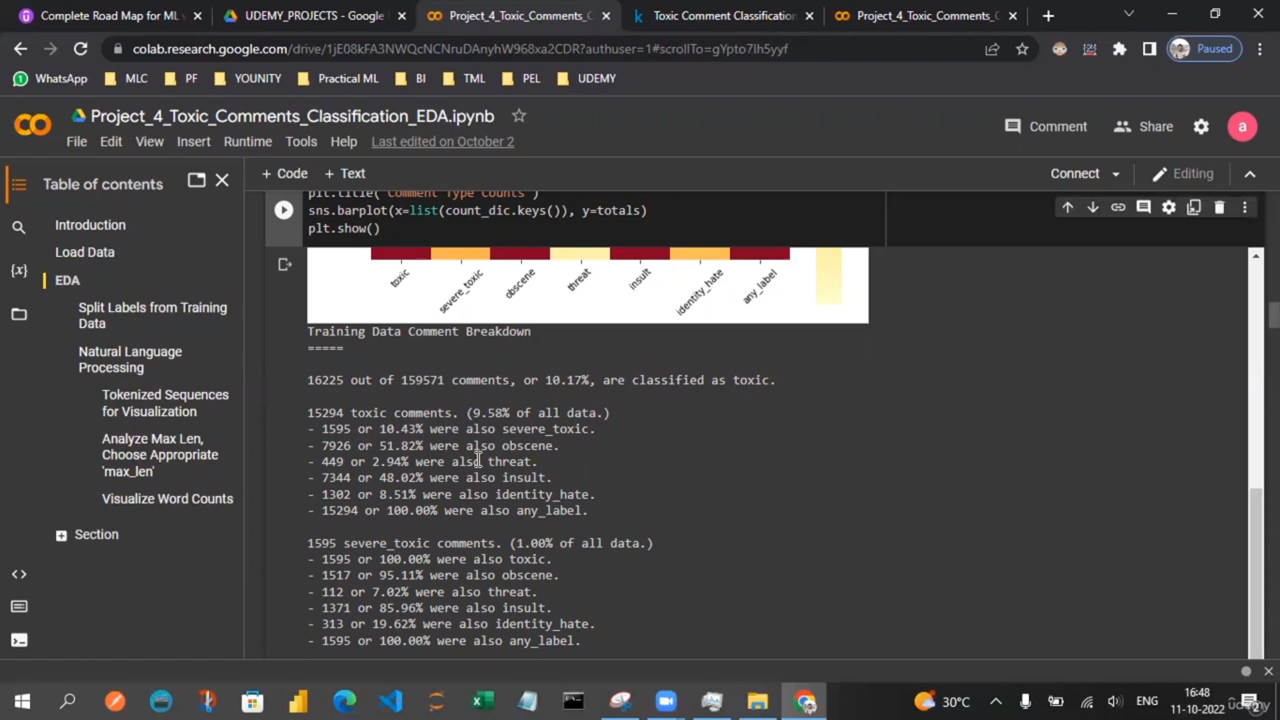 Complete Road Map for ML v
UDEMY_PROJECTS - Google
Project_4_Toxic_Comments_C
Toxic Comment Classification
Project_4_Toxic_Comments_C
colab.research.google.com/drive/1jE08kFA3NWQcNCNruDAnyhW968xa2CDR?authuser=1#scrollTo=gYpto7Ih5yyf
Paused
WhatsApp
MLC
PF
YOUNITY
Practical ML
BI
TML
PEL
UDEMY
Project_4_Toxic_Comments_Classification_EDA.ipynb
Comment
Share
a
File Edit View Insert Runtime Tools Help Last edited on October 2
Table of contents
+ Code + Text
Connect
Editing
Introduction
Load Data
EDA
Split Labels from Training
Data
Natural Language
Processing
Tokenized Sequences
for Visualization
Analyze Max Len,
Choose Appropriate
'max_len'
Visualize Word Counts
Section
plt.title("Comment Type Counts")
sns.barplot(x=list(count_dic.keys()), y=totals)
plt.show()
toxic
severe_toxic
obscene
threat
insult
identity_hate
any_label
Training Data Comment Breakdown
=====
16225 out of 159571 comments, or 10.17%, are classified as toxic.
15294 toxic comments. (9.58% of all data.)
- 1595 or 10.43% were also severe_toxic.
- 7926 or 51.82% were also obscene.
- 449 or 2.94% were also threat.
- 7344 or 48.02% were also insult.
- 1302 or 8.51% were also identity_hate.
- 15294 or 100.00% were also any_label.
1595 severe_toxic comments. (1.00% of all data.)
- 1595 or 100.00% were also toxic.
- 1517 or 95.11% were also obscene.
- 112 or 7.02% were also threat.
- 1371 or 85.96% were also insult.
- 313 or 19.62% were also identity_hate.
- 1595 or 100.00% were also any_label.
30°C
ENG
16:48
11-10-2022
udemy